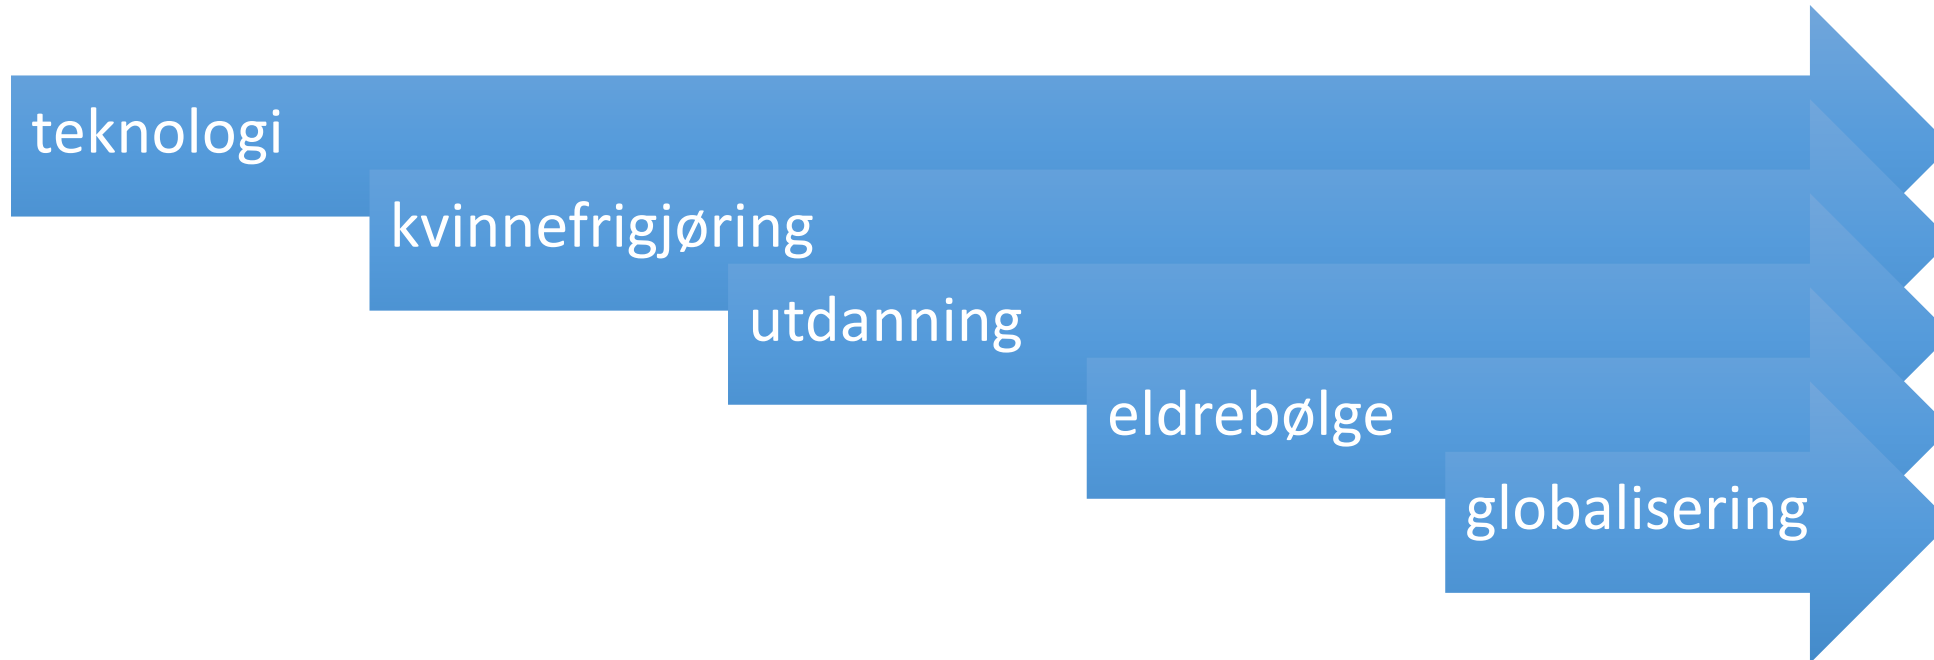 teknologi
kvinnefrigjøring
utdanning
eldrebølge
globalisering